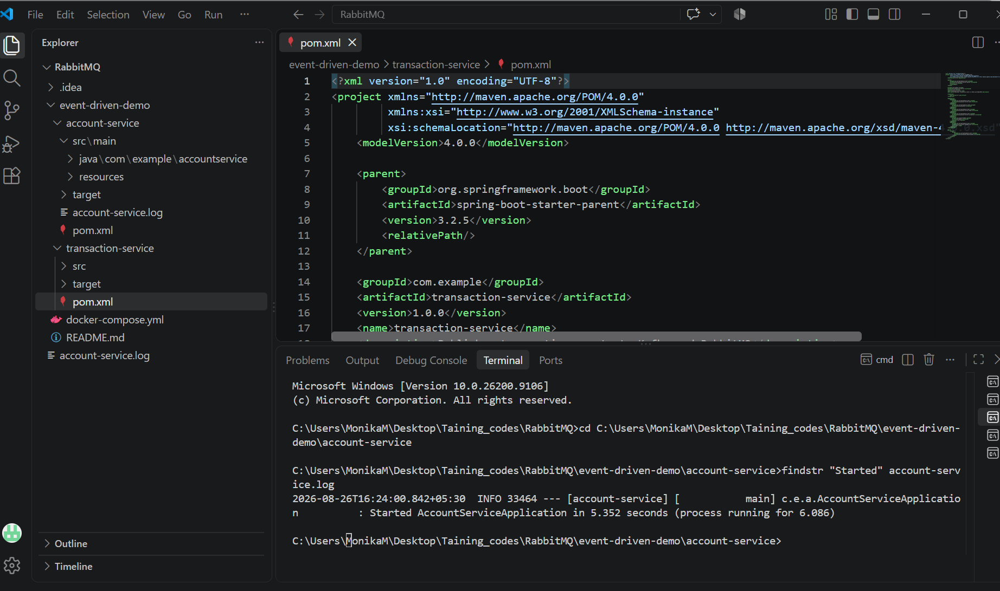 File Edit Selection View Go Run ···
RabbitMQ
Explorer
RabbitMQ
.idea
event-driven-demo
account-service
src\main
java\com\example\accountservice
resources
target
account-service.log
pom.xml
transaction-service
src
target
pom.xml
docker-compose.yml
README.md
account-service.log
Outline
Timeline
pom.xml
event-driven-demo > transaction-service > pom.xml
1 <?xml version="1.0" encoding="UTF-8"?>
2 <project xmlns="http://maven.apache.org/POM/4.0.0"
3 xmlns:xsi="http://www.w3.org/2001/XMLSchema-instance"
4 xsi:schemaLocation="http://maven.apache.org/POM/4.0.0 http://maven.apache.org/xsd/maven-4.0.0.xsd"
5 <modelVersion>4.0.0</modelVersion>
6
7 <parent>
8 <groupId>org.springframework.boot</groupId>
9 <artifactId>spring-boot-starter-parent</artifactId>
10 <version>3.2.5</version>
11 <relativePath/>
12 </parent>
13
14 <groupId>com.example</groupId>
15 <artifactId>transaction-service</artifactId>
16 <version>1.0.0</version>
17 <name>transaction-service</name>
Problems Output Debug Console Terminal Ports
cmd
Microsoft Windows [Version 10.0.26200.9106]
(c) Microsoft Corporation. All rights reserved.
C:\Users\MonikaM\Desktop\Taining_codes\RabbitMQ>cd C:\Users\MonikaM\Desktop\Taining_codes\RabbitMQ\event-driven-
demo\account-service
C:\Users\MonikaM\Desktop\Taining_codes\RabbitMQ\event-driven-demo\account-service>findstr "Started" account-serv
ice.log
2026-08-26T16:24:00.842+05:30  INFO 33464 --- [account-service] [           main] c.e.a.AccountServiceApplicatio
n          : Started AccountServiceApplication in 5.352 seconds (process running for 6.086)
C:\Users\MonikaM\Desktop\Taining_codes\RabbitMQ\event-driven-demo\account-service>